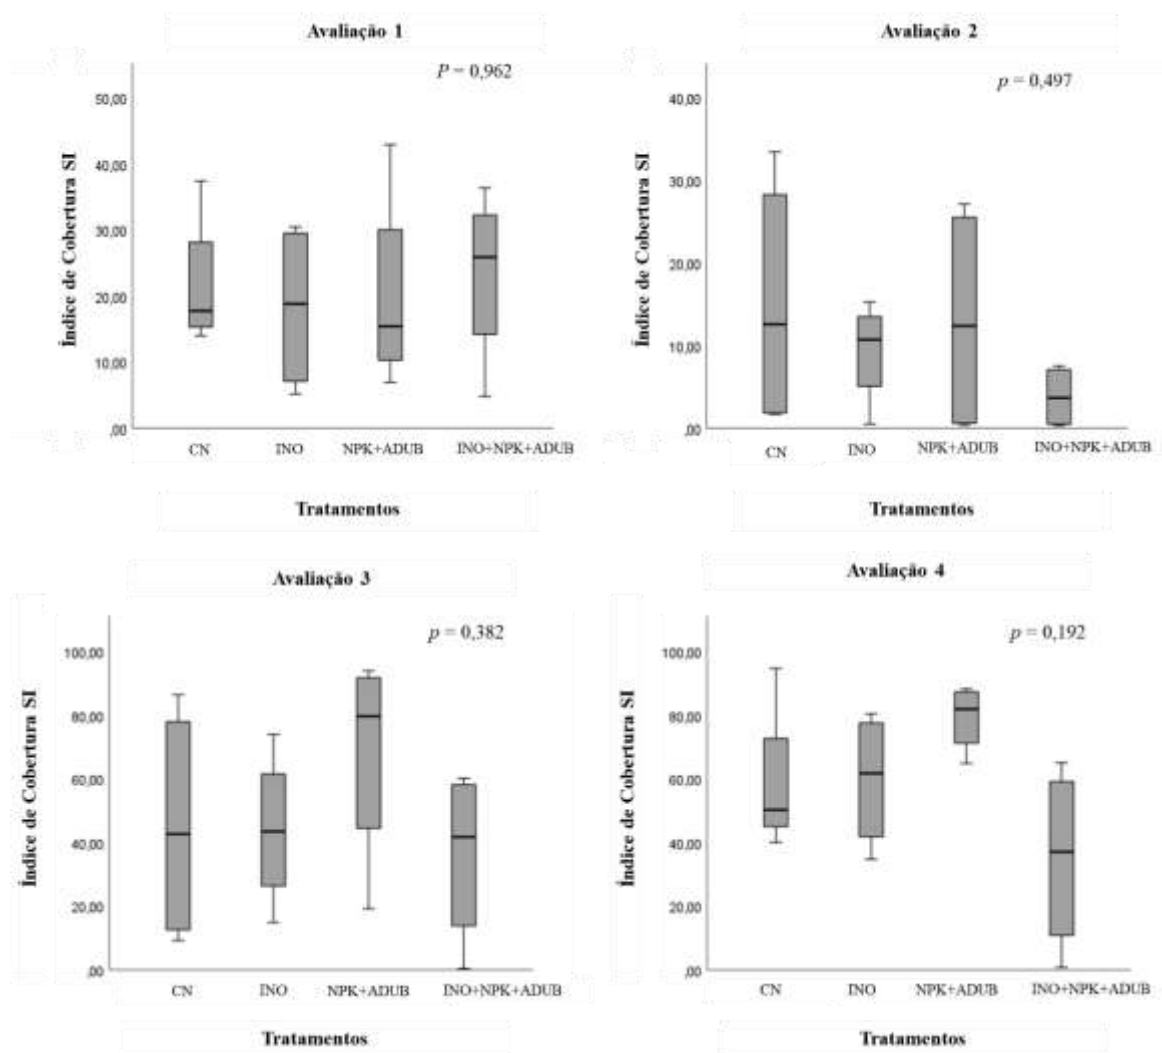 Avaliação 1
P = 0,962
Índice de Cobertura SI
50,00
40,00
30,00
20,00
10,00
,00
CN INO NPK+ADUB INO+NPK+ADUB
Tratamentos
Avaliação 2
p = 0,497
Índice de Cobertura SI
40,00
30,00
20,00
10,00
,00
CN INO NPK+ADUB INO+NPK+ADUB
Tratamentos
Avaliação 3
p = 0,382
Índice de Cobertura SI
100,00
80,00
60,00
40,00
20,00
,00
CN INO NPK+ADUB INO+NPK+ADUB
Tratamentos
Avaliação 4
p = 0,192
Índice de Cobertura SI
100,00
80,00
60,00
40,00
20,00
,00
CN INO NPK+ADUB INO+NPK+ADUB
Tratamentos